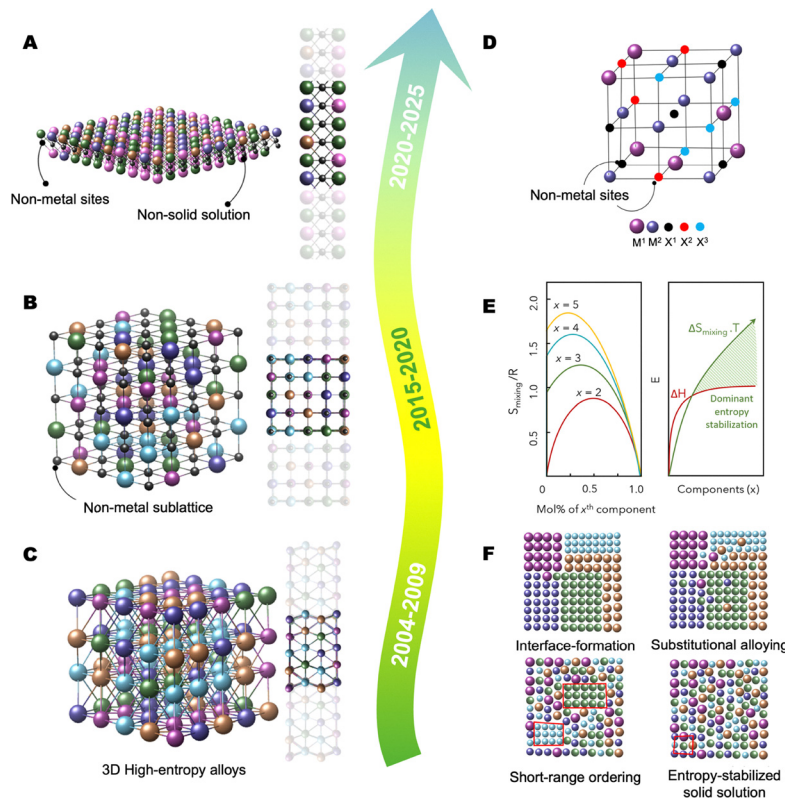 A
Non-metal sites
Non-solid solution
B
Non-metal sublattice
C
3D High-entropy alloys
2020-2025
2015-2020
2004-2009
D
Non-metal sites
M¹ M² X¹ X² X³
E
2.0
1.5
1.0
0.5
S_mixing/R
x = 5
x = 4
x = 3
x = 2
0 0.5 1.0
Mol% of xᵗʰ component
E
ΔS_mixing.T
ΔH
Dominant
entropy
stabilization
Components (x)
F
Interface-formation
Substitutional alloying
Short-range ordering
Entropy-stabilized
solid solution